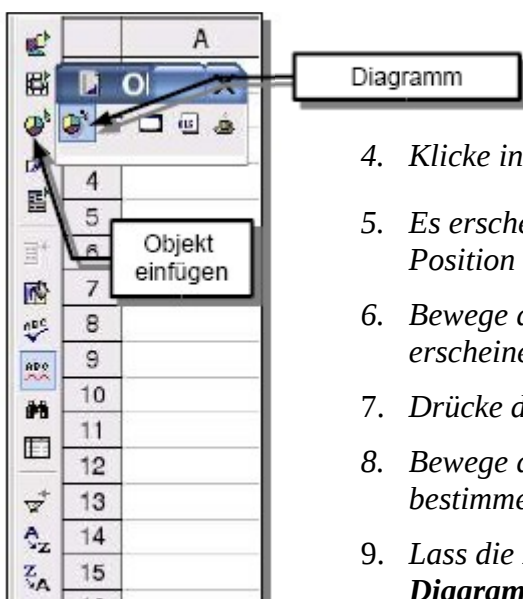 A
O
Diagramm
4
5
Objekt
einfügen
6
7
8
9
10
11
12
13
14
15
4. Klicke in
5. Es ersche
Position
6. Bewege d
erscheine
7. Drücke d
8. Bewege d
bestimme
9. Lass die
Diagram